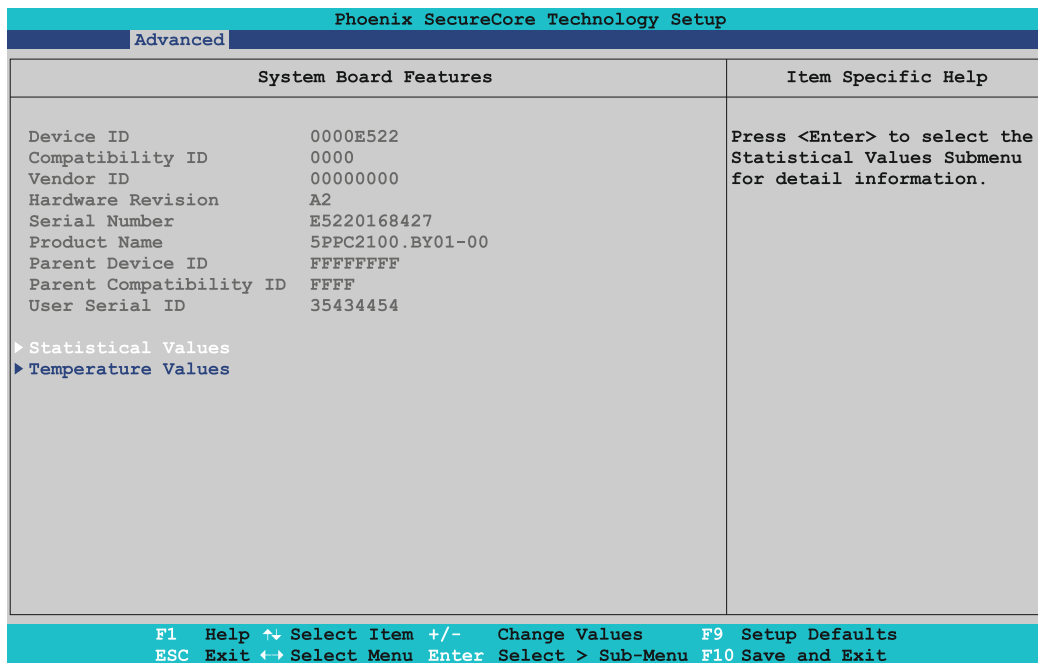 Phoenix SecureCore Technology Setup
Advanced
System Board Features
Item Specific Help
Device ID 0000E522
Compatibility ID 0000
Vendor ID 00000000
Hardware Revision A2
Serial Number E5220168427
Product Name 5PPC2100.BY01-00
Parent Device ID FFFFFFFF
Parent Compatibility ID FFFF
User Serial ID 35434454
Statistical Values
Temperature Values
Press <Enter> to select the
Statistical Values Submenu
for detail information.
F1 Help ↑↓ Select Item +/- Change Values F9 Setup Defaults
ESC Exit ←→ Select Menu Enter Select > Sub-Menu F10 Save and Exit